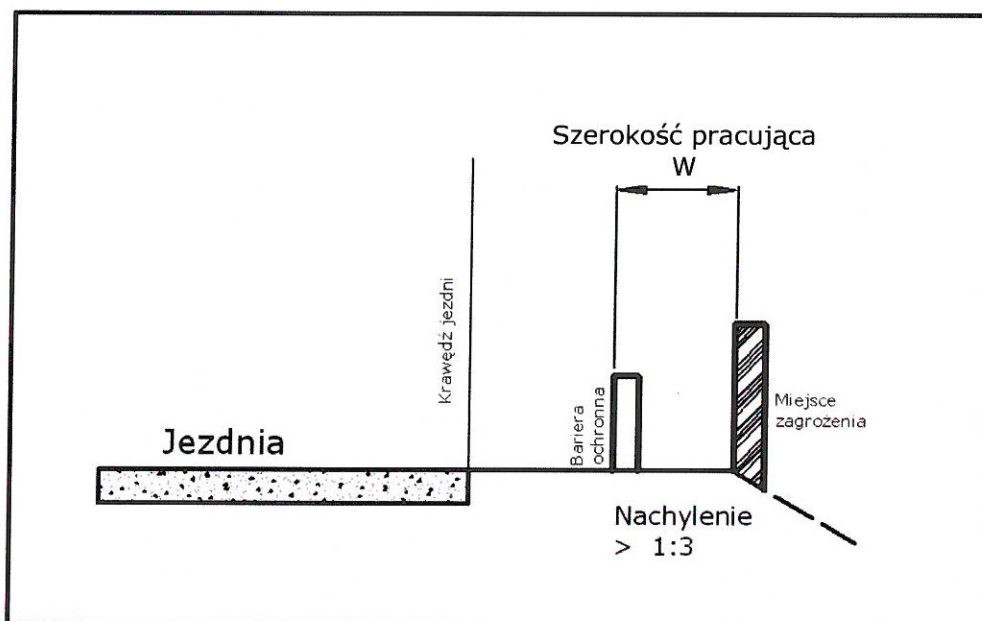 Szerokość pracująca
W
Krawędź jezdni
Bariera
ochronna
Miejsce
zagrożenia
Jezdnia
Nachylenie
> 1:3